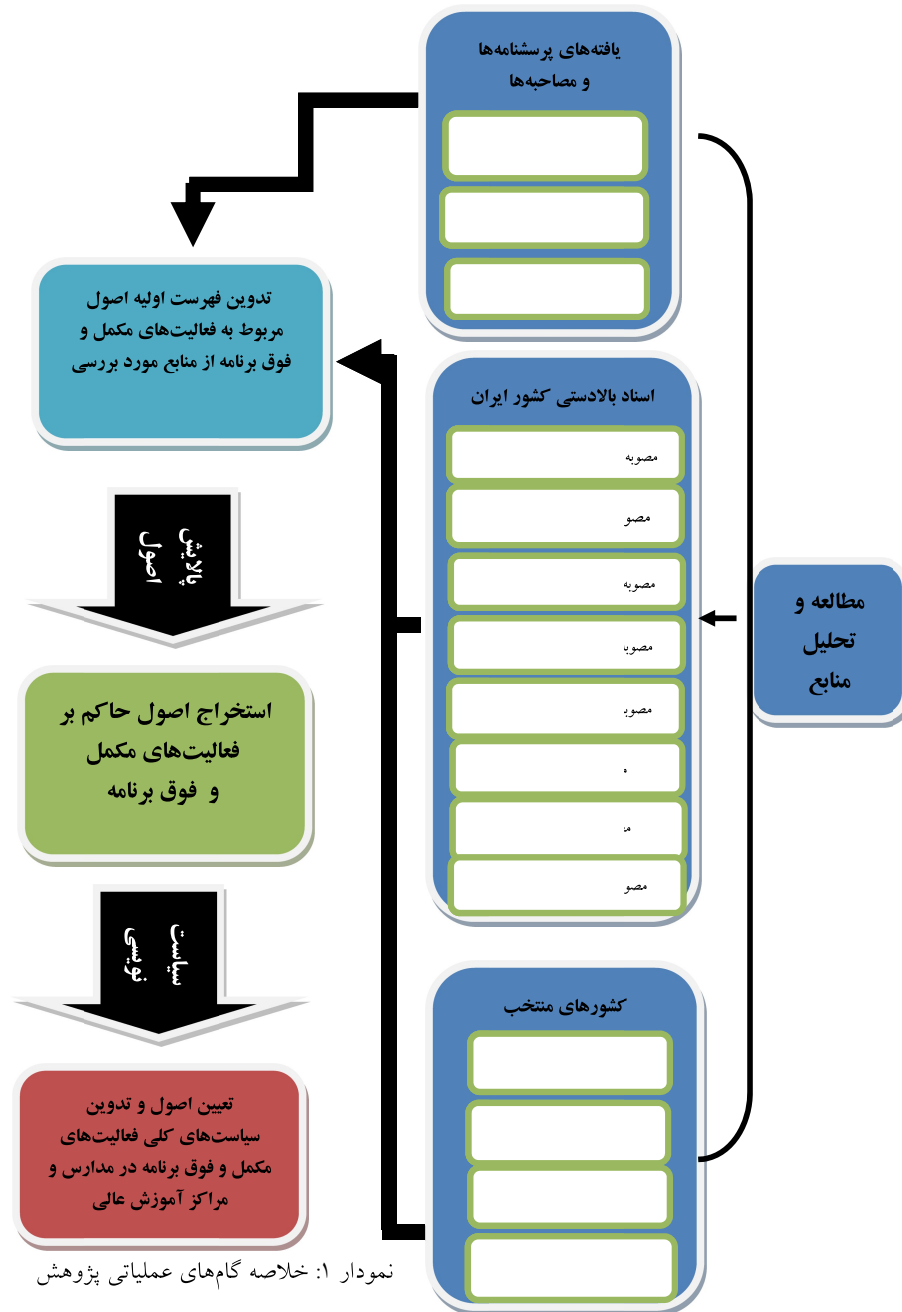 یافته‌های پرسشنامه‌ها
و مصاحبه‌ها
تدوین فهرست اولیه اصول
مربوط به فعالیت‌های مکمل و
فوق برنامه از منابع مورد بررسی
اسناد بالادستی کشور ایران
مصوبه
مصو
مصوبه
مصوبه
مصوبه
م
مص
مصو
مطالعه و
تحلیل
منابع
پالایش
اصول
استخراج اصول حاکم بر
فعالیت‌های مکمل
و فوق برنامه
سیاست
نویسی
کشورهای منتخب
تعیین اصول و تدوین
سیاست‌های کلی فعالیت‌های
مکمل و فوق برنامه در مدارس و
مراکز آموزش عالی
نمودار ۱: خلاصه گام‌های عملیاتی پژوهش